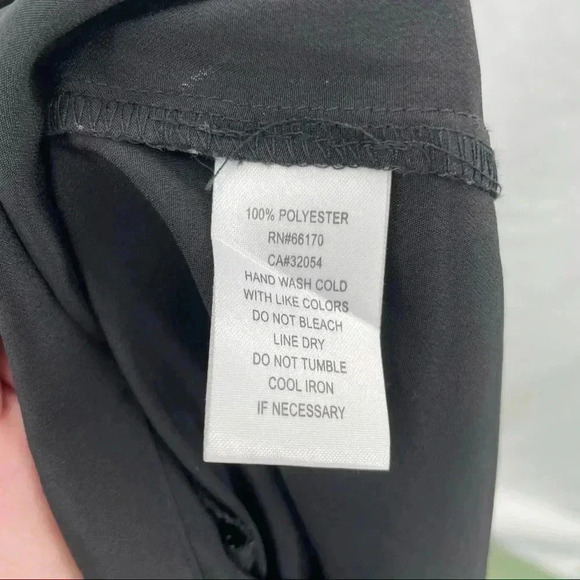 100% POLYESTER
RN#66170
CA#32054
HAND WASH COLD
WITH LIKE COLORS
DO NOT BLEACH
LINE DRY
DO NOT TUMBLE
COOL IRON
IF NECESSARY